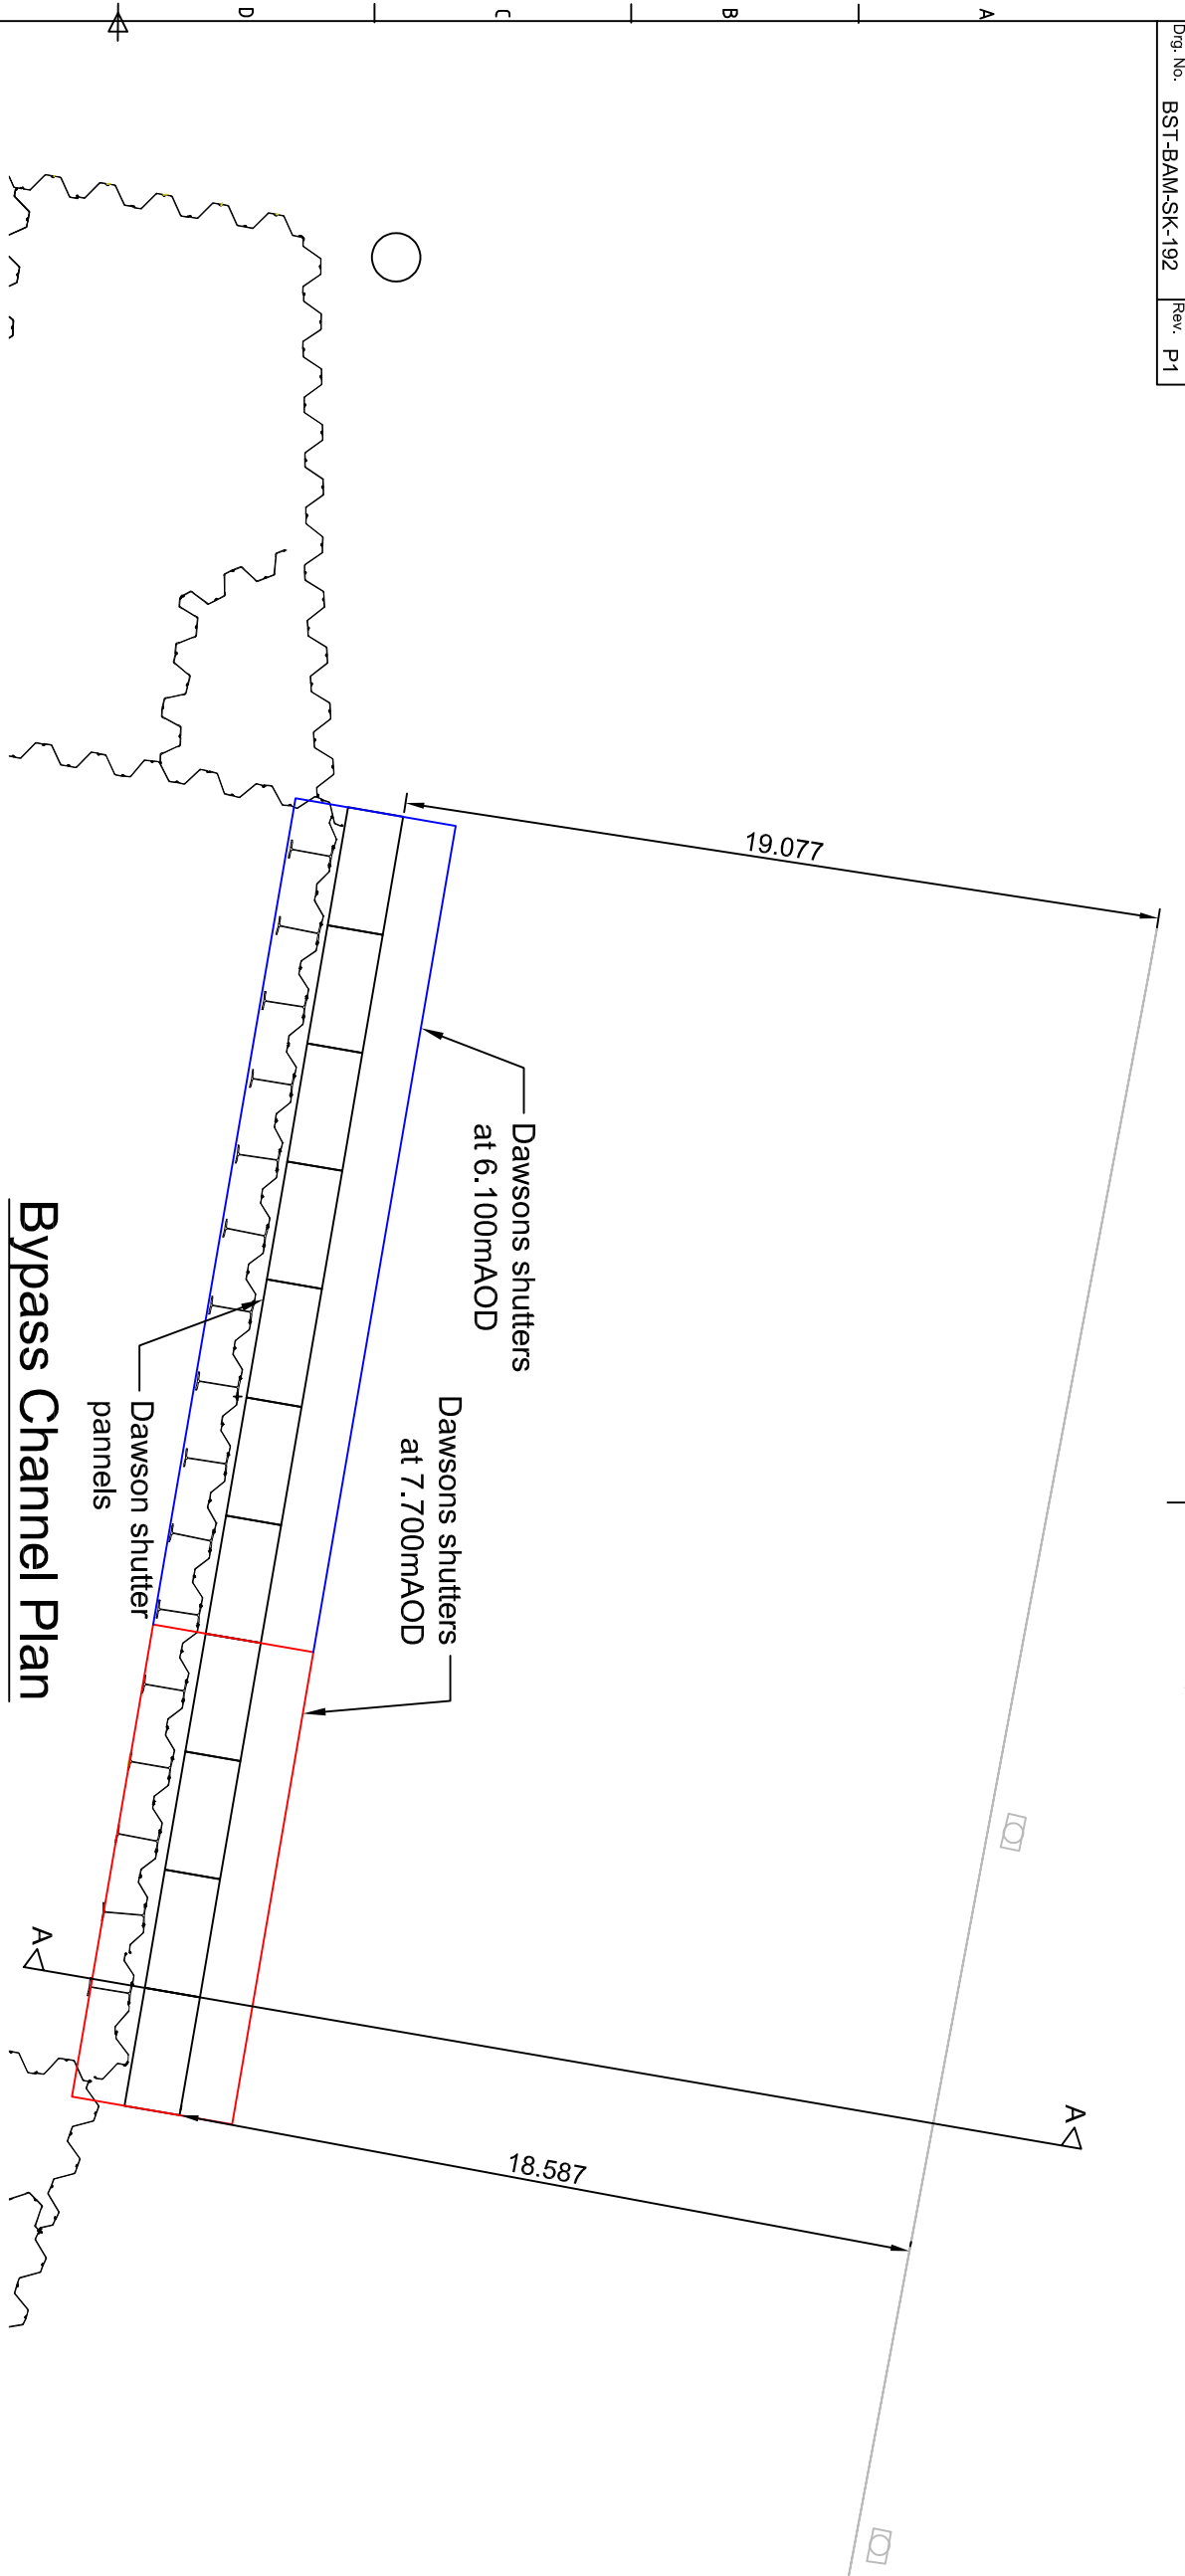 Drg. No. BST-BAM-SK-192 Rev. P1
A
B
C
D
19.077
Dawsons shutters
at 6.100mAOD
Dawsons shutters
at 7.700mAOD
Dawson shutter
pannels
A
A
18.587
Bypass Channel Plan